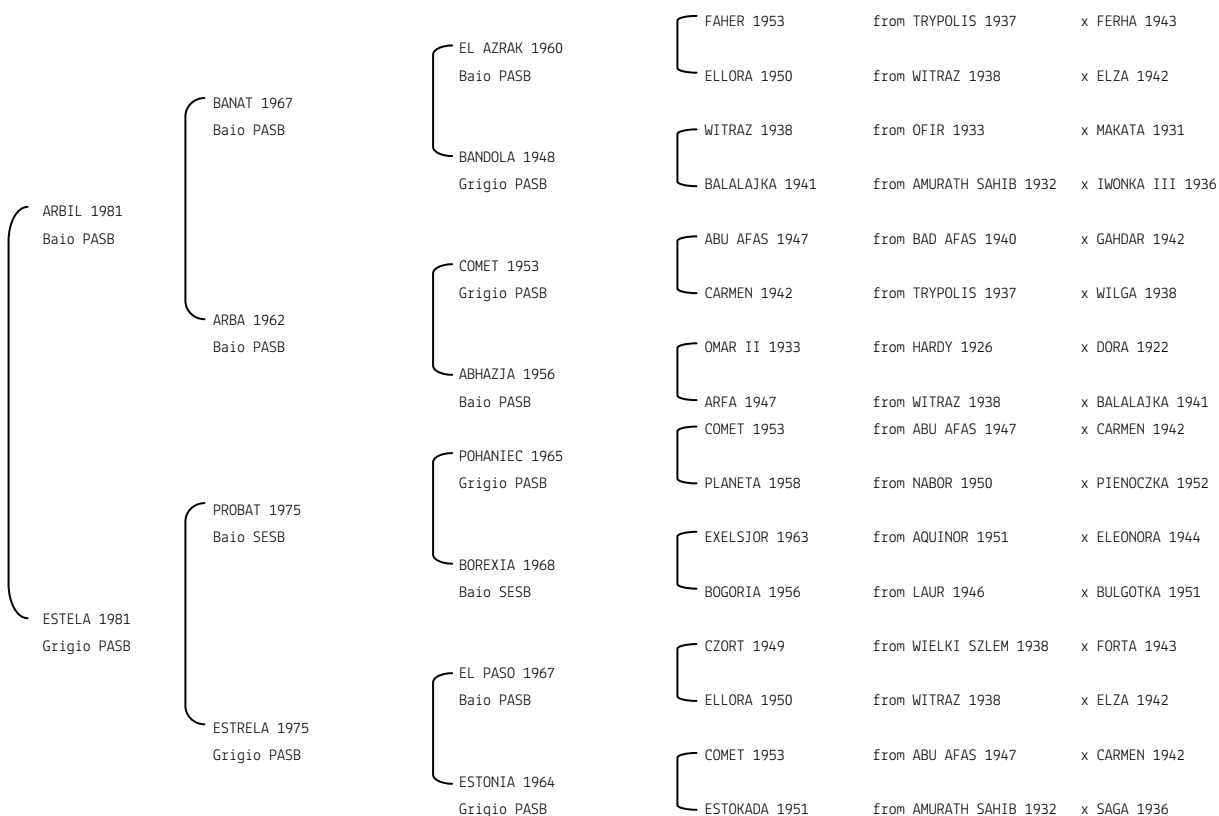 FAHER 1953 from TRYPOLIS 1937 x FERHA 1943
EL AZRAK 1960
Baio PASB
ELLORA 1950 from WITRAZ 1938 x ELZA 1942
BANAT 1967
Baio PASB
WITRAZ 1938 from OFIR 1933 x MAKATA 1931
BANDOLA 1948
Grigio PASB
BALALAJKA 1941 from AMURATH SAHIB 1932 x IWONKA III 1936
ARBIL 1981
Baio PASB
ABU AFAS 1947 from BAD AFAS 1940 x GAHDAR 1942
COMET 1953
Grigio PASB
CARMEN 1942 from TRYPOLIS 1937 x WILGA 1938
ARBA 1962
Baio PASB
OMAR II 1933 from HARDY 1926 x DORA 1922
ABHAZJA 1956
Baio PASB
ARFA 1947 from WITRAZ 1938 x BALALAJKA 1941
COMET 1953 from ABU AFAS 1947 x CARMEN 1942
POHANIEC 1965
Grigio PASB
PLANETA 1958 from NABOR 1950 x PIENOCZKA 1952
PROBAT 1975
Baio SESB
EXELSJOR 1963 from AQUINOR 1951 x ELEONORA 1944
BOREXIA 1968
Baio SESB
BOGORIA 1956 from LAUR 1946 x BULGOTKA 1951
ESTELA 1981
Grigio PASB
CZORT 1949 from WIELKI SZLEM 1938 x FORTA 1943
EL PASO 1967
Baio PASB
ELLORA 1950 from WITRAZ 1938 x ELZA 1942
ESTRELA 1975
Grigio PASB
COMET 1953 from ABU AFAS 1947 x CARMEN 1942
ESTONIA 1964
Grigio PASB
ESTOKADA 1951 from AMURATH SAHIB 1932 x SAGA 1936